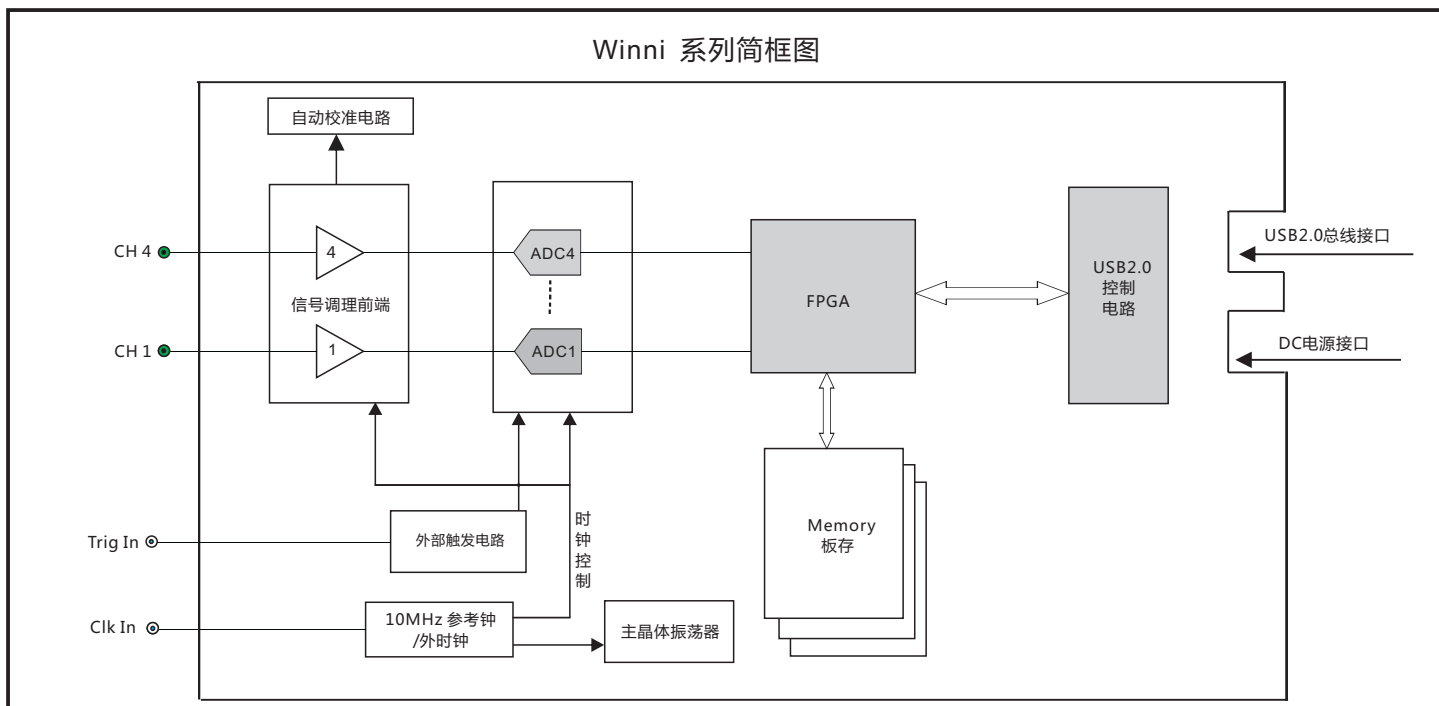 Winni 系列简框图
自动校准电路
CH 4
4
ADC4
信号调理前端
CH 1
1
ADC1
FPGA
USB2.0
控制
电路
USB2.0总线接口
DC电源接口
Memory
板存
Trig In
外部触发电路
时
钟
控
制
Clk In
10MHz 参考钟
/外时钟
主晶体振荡器